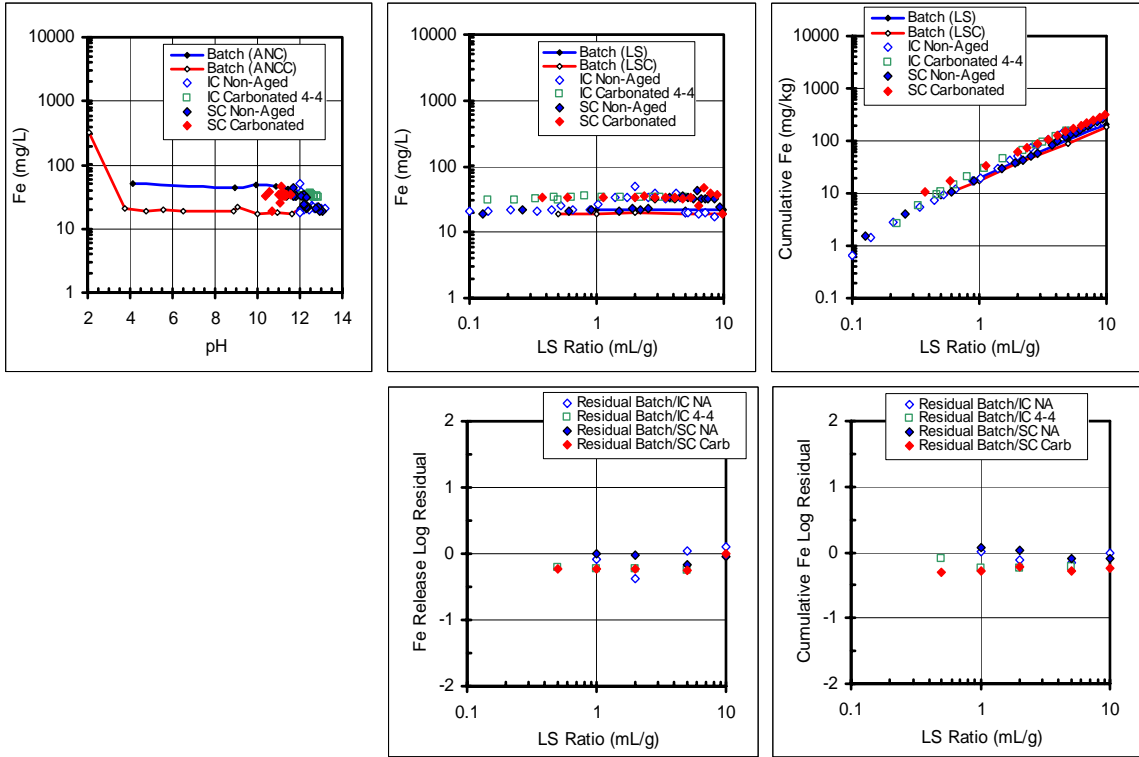 Batch (ANC)
Batch (ANCC)
IC Non-Aged
IC Carbonated 4-4
SC Non-Aged
SC Carbonated
10000
1000
100
10
1
2 4 6 8 10 12 14
Fe (mg/L)
pH
Batch (LS)
Batch (LSC)
IC Non-Aged
IC Carbonated 4-4
SC Non-Aged
SC Carbonated
10000
1000
100
10
1
0.1 1 10
Fe (mg/L)
LS Ratio (mL/g)
Batch (LS)
Batch (LSC)
IC Non-Aged
IC Carbonated 4-4
SC Non-Aged
SC Carbonated
10000
1000
100
10
1
0.1
0.1 1 10
Cumulative Fe (mg/kg)
LS Ratio (mL/g)
Residual Batch/IC NA
Residual Batch/IC 4-4
Residual Batch/SC NA
Residual Batch/SC Carb
2
1
0
-1
-2
0.1 1 10
Fe Release Log Residual
LS Ratio (mL/g)
Residual Batch/IC NA
Residual Batch/IC 4-4
Residual Batch/SC NA
Residual Batch/SC Carb
2
1
0
-1
-2
0.1 1 10
Cumulative Fe Log Residual
LS Ratio (mL/g)